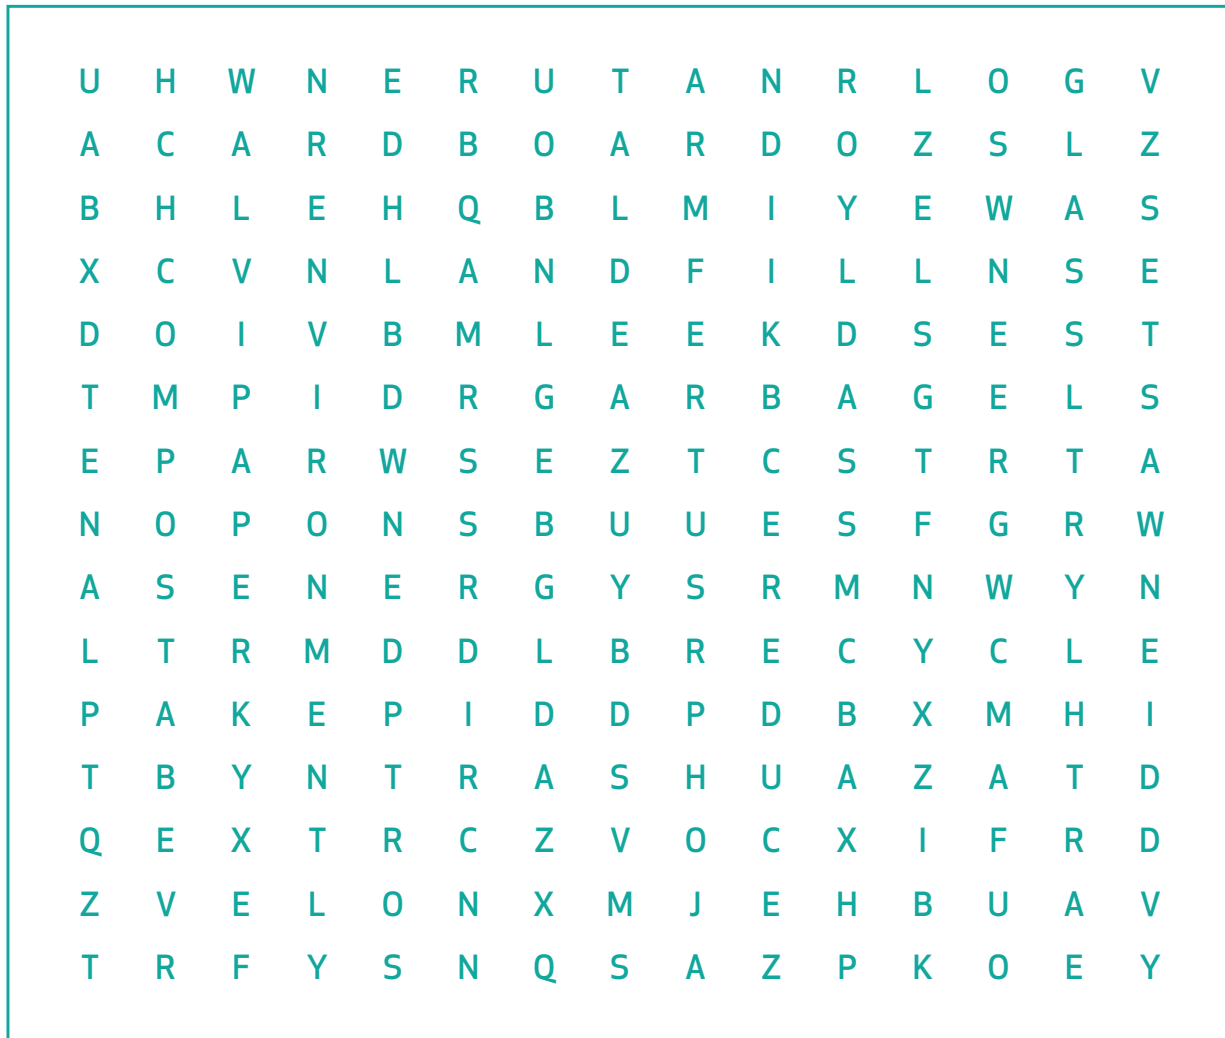 U H W N E R U T A N R L O G V
A C A R D B O A R D O Z S L Z
B H L E H Q B L M I Y E W A S
X C V N L A N D F I L L N S E
D O I V B M L E E K D S E S T
T M P I D R G A R B A G E L S
E P A R W S E Z T C S T R T A
N O P O N S B U U E S F G R W
A S E N E R G Y S R M N W Y N
L T R M D D L B R E C Y C L E
P A K E P I D D P D B X M H I
T B Y N T R A S H U A Z A T D
Q E X T R C Z V O C X I F R D
Z V E L O N X M J E H B U A V
T R F Y S N Q S A Z P K O E Y